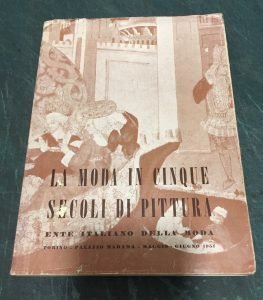 LA MODA IN CINQUE
SECOLI DI PITTURA
ENTE ITALIANO DELLA MODA
TORINO - PALAZZO MADAMA - MAGGIO - GIUGNO 1951